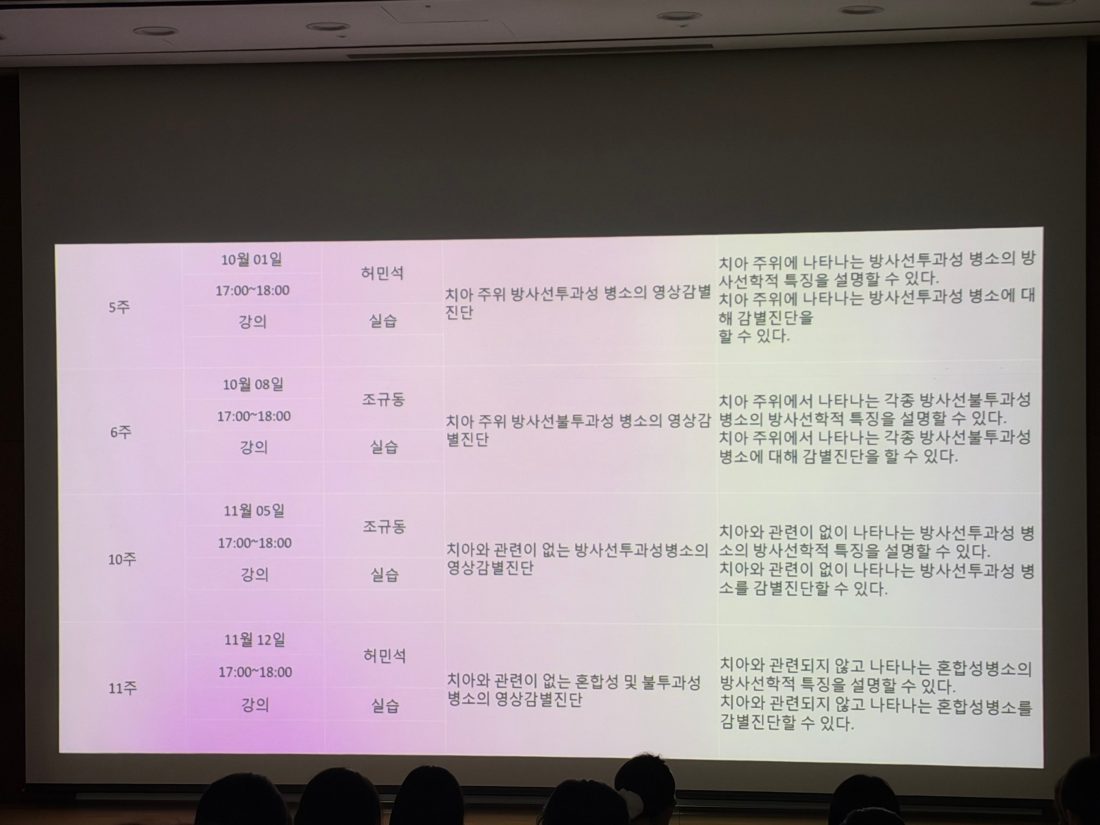 5주
10월 01일
17:00~18:00
강의
허민석
실습
치아 주위 방사선투과성 병소의 영상감별
진단
치아 주위에 나타나는 방사선투과성 병소의 방
사선학적 특징을 설명할 수 있다.
치아 주위에 나타나는 방사선투과성 병소에 대
해 감별진단을
할 수 있다.
6주
10월 08일
17:00~18:00
강의
조규동
실습
치아 주위 방사선불투과성 병소의 영상감
별진단
치아 주위에서 나타나는 각종 방사선불투과성
병소의 방사선학적 특징을 설명할 수 있다.
치아 주위에서 나타나는 각종 방사선불투과성
병소에 대해 감별진단을 할 수 있다.
10주
11월 05일
17:00~18:00
강의
조규동
실습
치아와 관련이 없는 방사선투과성병소의
영상감별진단
치아와 관련이 없이 나타나는 방사선투과성 병
소의 방사선학적 특징을 설명할 수 있다.
치아와 관련이 없이 나타나는 방사선투과성 병
소를 감별진단할 수 있다.
11주
11월 12일
17:00~18:00
강의
허민석
실습
치아와 관련이 없는 혼합성 및 불투과성
병소의 영상감별진단
치아와 관련되지 않고 나타나는 혼합성병소의
방사선학적 특징을 설명할 수 있다.
치아와 관련되지 않고 나타나는 혼합성병소를
감별진단할 수 있다.